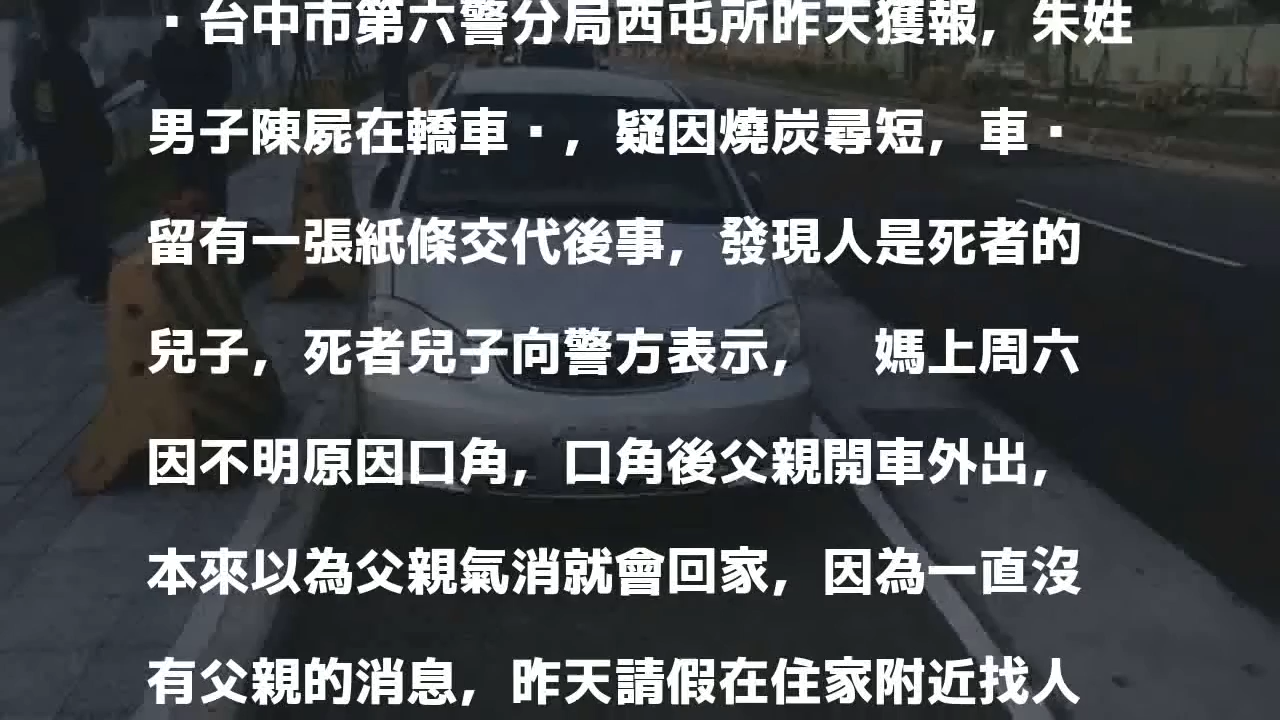 ·台中市第六警分局西屯所昨天獲報，朱姓
男子陳屍在轎車·，疑因燒炭尋短，車·
留有一張紙條交代後事，發現人是死者的
兒子，死者兒子向警方表示，　媽上周六
因不明原因口角，口角後父親開車外出，
本來以為父親氣消就會回家，因為一直沒
有父親的消息，昨天請假在住家附近找人